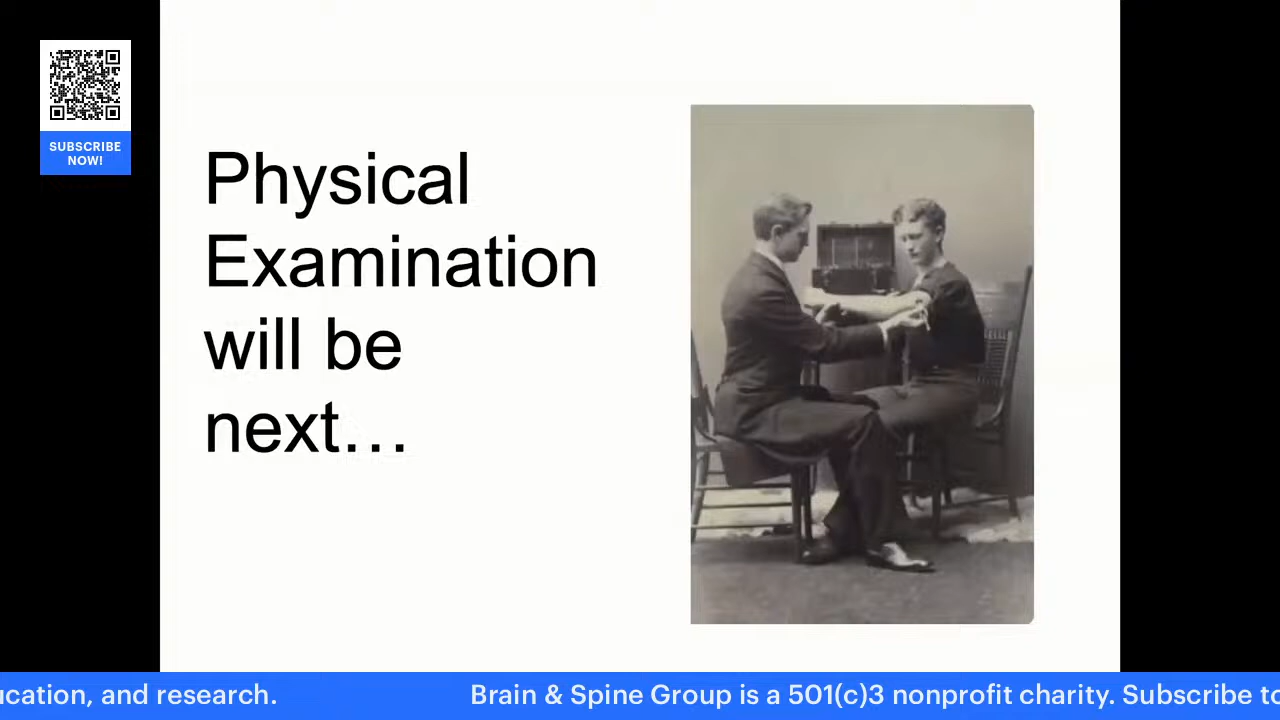 SUBSCRIBE
NOW!
Physical
Examination
will be
next…
ucation, and research.
Brain & Spine Group is a 501(c)3 nonprofit charity. Subscribe to